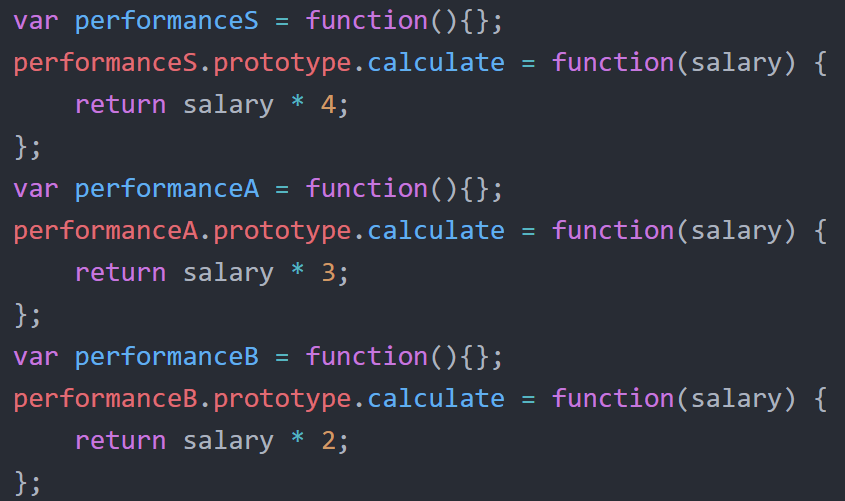 var performanceS = function(){};
performanceS.prototype.calculate = function(salary) {
    return salary * 4;
};
var performanceA = function(){};
performanceA.prototype.calculate = function(salary) {
    return salary * 3;
};
var performanceB = function(){};
performanceB.prototype.calculate = function(salary) {
    return salary * 2;
};